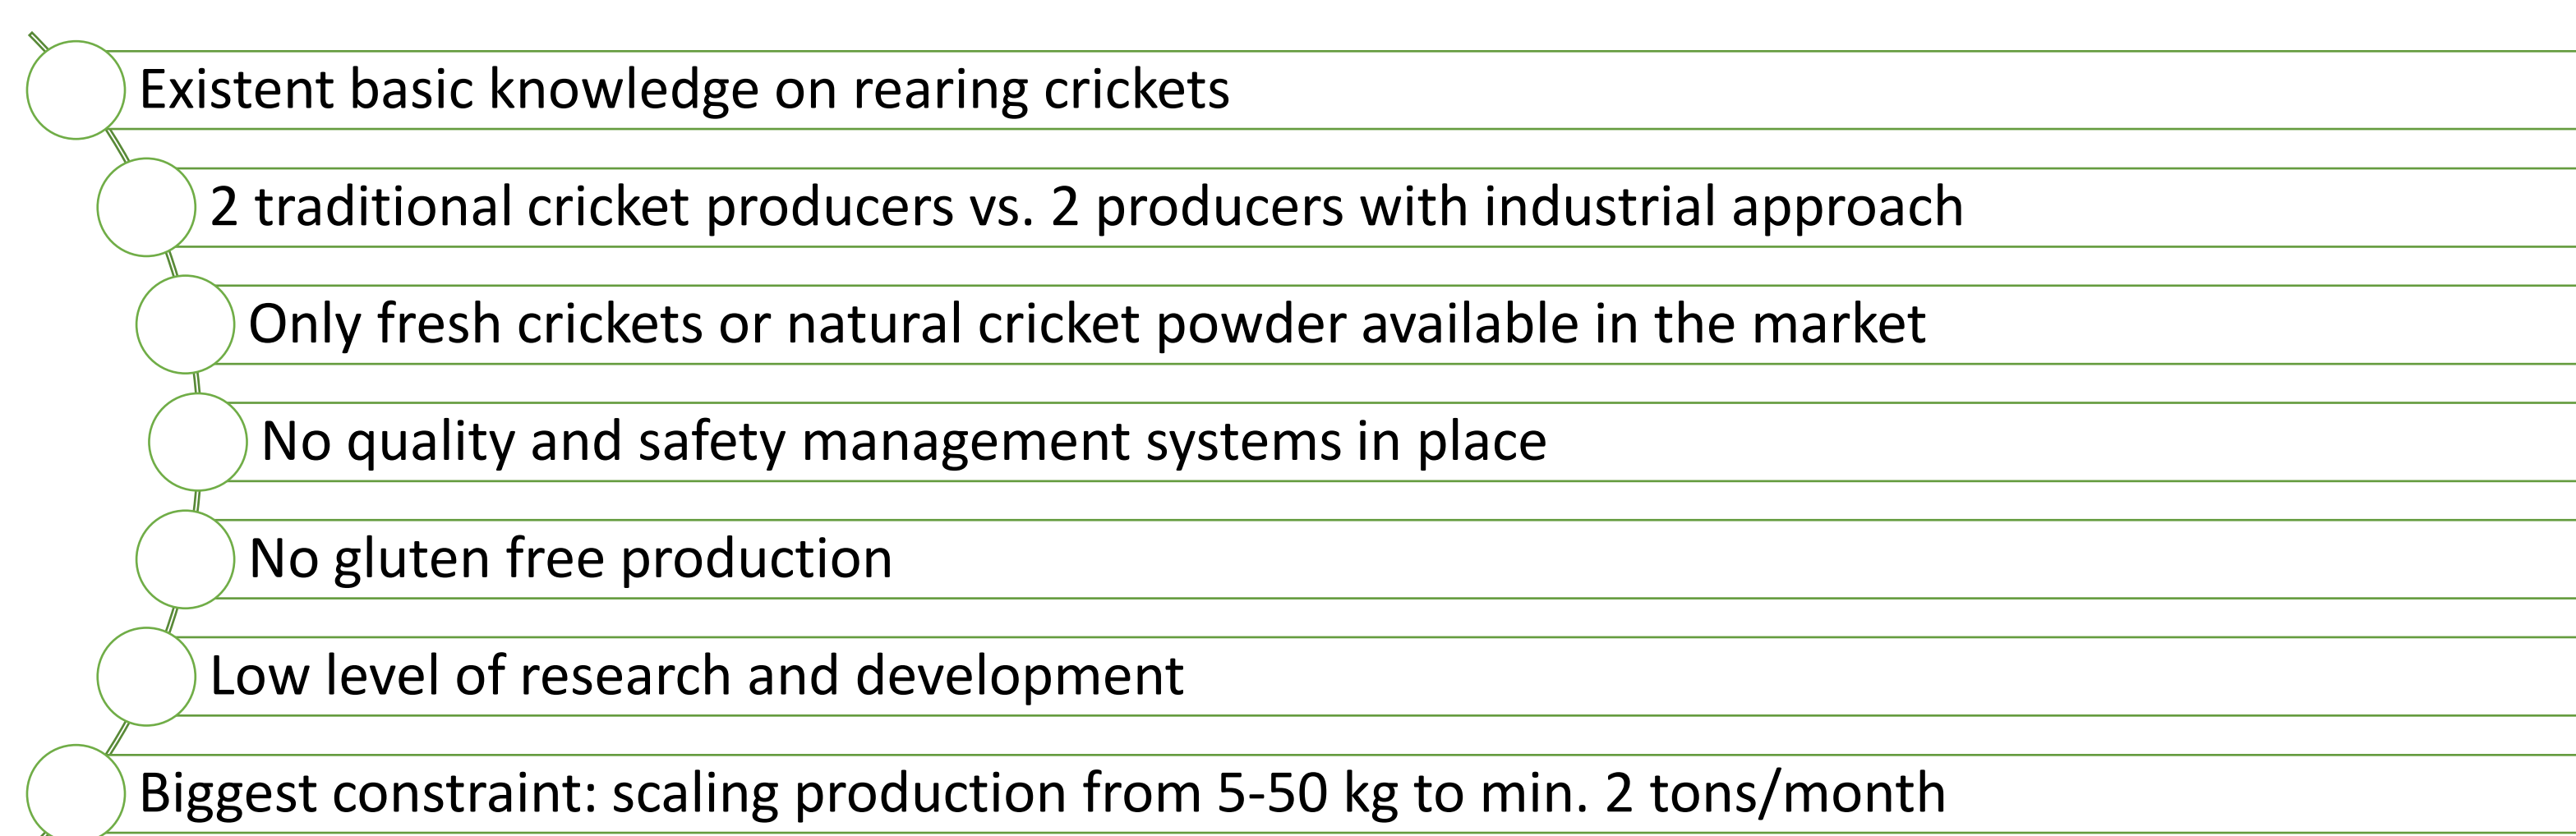 Existent basic knowledge on rearing crickets
2 traditional cricket producers vs. 2 producers with industrial approach
Only fresh crickets or natural cricket powder available in the market
No quality and safety management systems in place
No gluten free production
Low level of research and development
Biggest constraint: scaling production from 5-50 kg to min. 2 tons/month